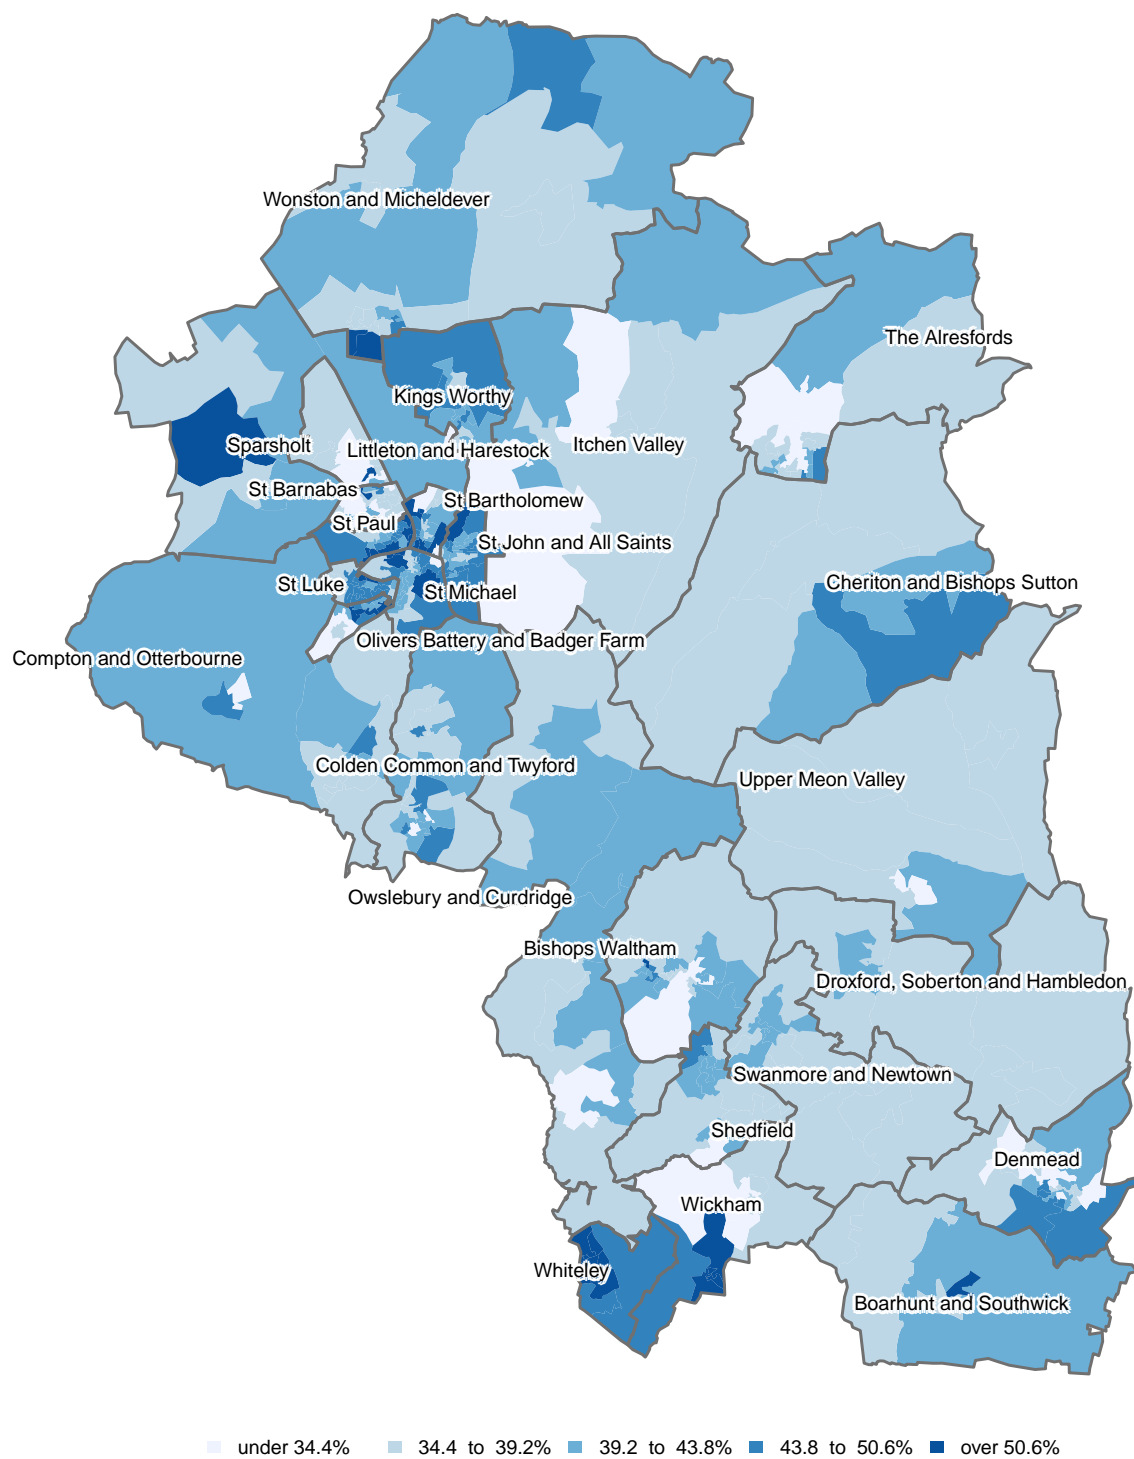 Wonston and Micheldever
The Alresfords
Kings Worthy
Sparsholt
Littleton and Harestock
Itchen Valley
St Barnabas
St Bartholomew
St Paul
St John and All Saints
St Luke
St Michael
Cheriton and Bishops Sutton
Olivers Battery and Badger Farm
Compton and Otterbourne
Colden Common and Twyford
Upper Meon Valley
Owslebury and Curdridge
Bishops Waltham
Droxford, Soberton and Hambledon
Swanmore and Newtown
Shedfield
Denmead
Wickham
Whiteley
Boarhunt and Southwick
under 34.4% 34.4 to 39.2% 39.2 to 43.8% 43.8 to 50.6% over 50.6%